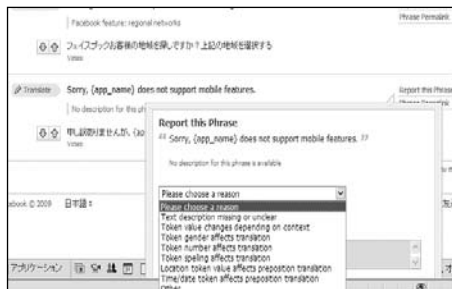 Facebook feature: regional networks
Phrase Permalink
フェイスブックお客様の地域を探しですか？上記の地域を選択する
Votes
Translate
Sorry, {app_name} does not support mobile features.
Report this Phrase
No description for this ph
Phrase Permalink
申し訳ありませんが、{ap
Votes
Report this Phrase
“ Sorry, {app_name} does not support mobile features. ”
No description for this phrase is available
Please choose a reason
Please choose a reason
Text description missing or unclear
Token value changes depending on context
Token gender affects translation
Token number affects translation
Token spelling affects translation
Location token value affects preposition translation
Time/date token affects preposition translation
Other
ebook © 2009
日本語
アプリケーション